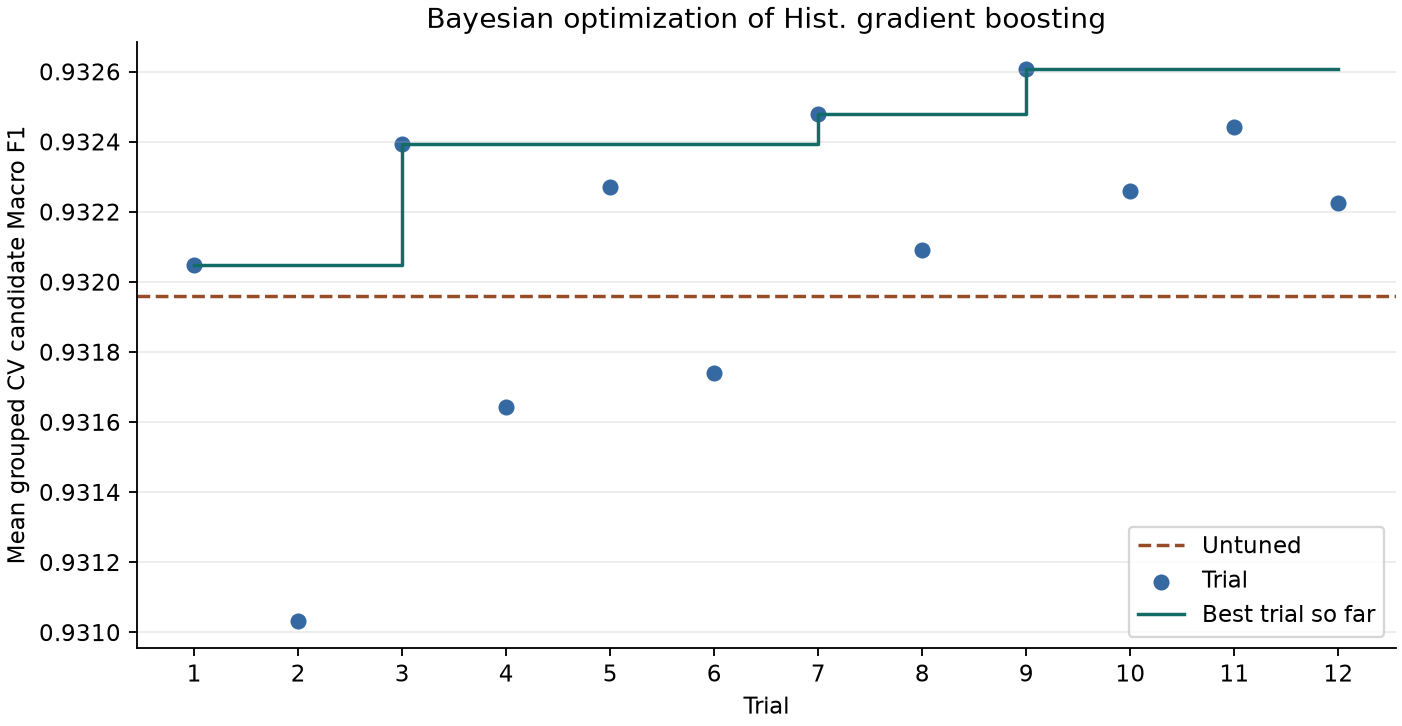 Bayesian optimization of Hist. gradient boosting
Mean grouped CV candidate Macro F1
0.9326
0.9324
0.9322
0.9320
0.9318
0.9316
0.9314
0.9312
0.9310
Untuned
Trial
Best trial so far
1 2 3 4 5 6 7 8 9 10 11 12
Trial